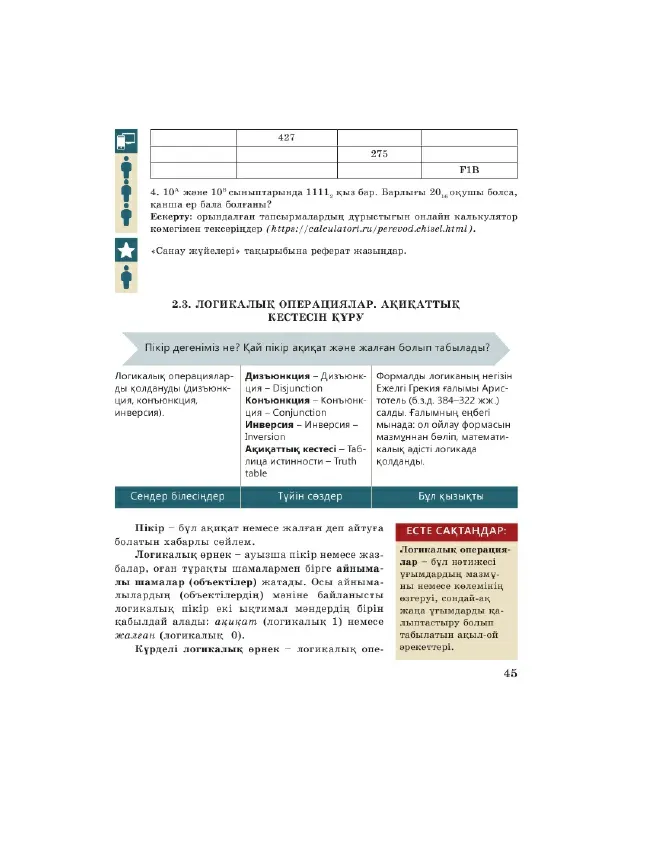 427
275
F1B
4. 10ᴬ және 10ᴮ сыныптарында 1111₂ қыз бар. Барлығы 20₁₆ оқушы болса,
қанша ер бала болғаны?
Ескерту: орындалған тапсырмалардың дұрыстығын онлайн калькулятор
көмегімен тексеріңдер (https://calculatori.ru/perevod.chisel.html).
«Санау жүйелері» тақырыбына реферат жазыңдар.
2.3. ЛОГИКАЛЫҚ ОПЕРАЦИЯЛАР. АҚИҚАТТЫҚ
КЕСТЕСІН ҚҰРУ
Пікір дегеніміз не? Қай пікір ақиқат және жалған болып табылады?
Логикалық операциялар-
ды қолдануды (дизъюнк-
ция, конъюнкция,
инверсия).
Дизъюнкция – Дизъюнк-
ция – Disjunction
Конъюнкция – Конъюнк-
ция – Conjunction
Инверсия – Инверсия –
Inversion
Ақиқаттық кестесі – Таб-
лица истинности – Truth
table
Формалды логиканың негізін
Ежелгі Грекия ғалымы Арис-
тотель (б.з.д. 384–322 жж.)
салды. Ғалымның еңбегі
мынада: ол ойлау формасын
мазмұннан бөліп, математи-
калық әдісті логикада
қолданды.
Сендер білесіңдер
Түйін сөздер
Бұл қызықты
Пікір – бұл ақиқат немесе жалған деп айтуға
болатын хабарлы сөйлем.
Логикалық өрнек – ауызша пікір немесе жаз-
балар, оған тұрақты шамалармен бірге айныма-
лы шамалар (объектілер) жатады. Осы айныма-
лылардың (объектілердің) мәніне байланысты
логикалық пікір екі ықтимал мәндердің бірін
қабылдай алады: ақиқат (логикалық 1) немесе
жалған (логикалық 0).
Күрделі логикалық өрнек – логикалық опе-
ЕСТЕ САҚТАҢДАР:
Логикалық операция-
лар – бұл нәтижесі
ұғымдардың мазмұ-
ны немесе көлемінің
өзгеруі, сондай-ақ
жаңа ұғымдарды қа-
лыптастыру болып
табылатын ақыл-ой
әрекеттері.
45